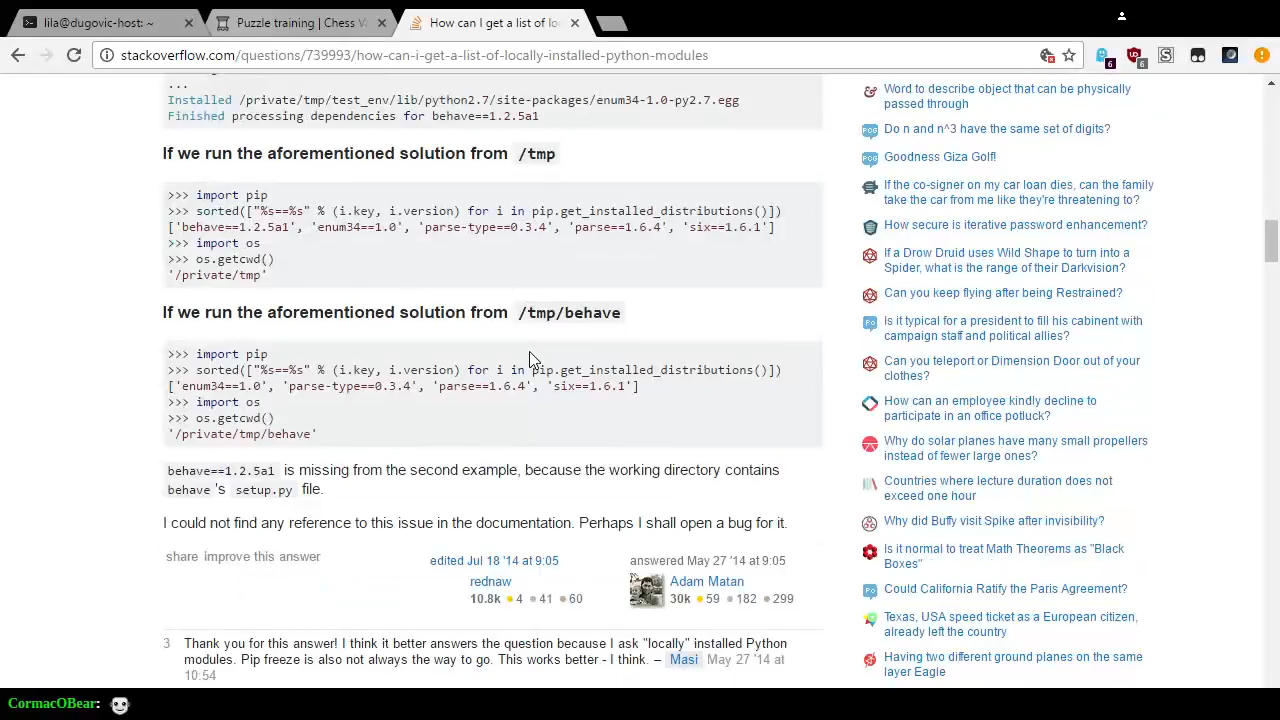 lila@dugovic-host: ~
Puzzle training | Chess V
How can I get a list of lo
stackoverflow.com/questions/739993/how-can-i-get-a-list-of-locally-installed-python-modules
6
6
...
Installed /private/tmp/test_env/lib/python2.7/site-packages/enum34-1.0-py2.7.egg
Finished processing dependencies for behave==1.2.5a1
If we run the aforementioned solution from /tmp
>>> import pip
>>> sorted(["%s==%s" % (i.key, i.version) for i in pip.get_installed_distributions()])
['behave==1.2.5a1', 'enum34==1.0', 'parse-type==0.3.4', 'parse==1.6.4', 'six==1.6.1']
>>> import os
>>> os.getcwd()
'/private/tmp'
If we run the aforementioned solution from /tmp/behave
>>> import pip
>>> sorted(["%s==%s" % (i.key, i.version) for i in pip.get_installed_distributions()])
['enum34==1.0', 'parse-type==0.3.4', 'parse==1.6.4', 'six==1.6.1']
>>> import os
>>> os.getcwd()
'/private/tmp/behave'
behave==1.2.5a1 is missing from the second example, because the working directory contains
behave 's setup.py file.
I could not find any reference to this issue in the documentation. Perhaps I shall open a bug for it.
share improve this answer
edited Jul 18 '14 at 9:05
rednaw
10.8k 4 41 60
answered May 27 '14 at 9:05
Adam Matan
30k 59 182 299
3 Thank you for this answer! I think it better answers the question because I ask "locally" installed Python
modules. Pip freeze is also not always the way to go. This works better - I think. – Masi May 27 '14 at
10:54
Word to describe object that can be physically
passed through
Do n and n^3 have the same set of digits?
Goodness Giza Golf!
If the co-signer on my car loan dies, can the family
take the car from me like they're threatening to?
How secure is iterative password enhancement?
If a Drow Druid uses Wild Shape to turn into a
Spider, what is the range of their Darkvision?
Can you keep flying after being Restrained?
Is it typical for a president to fill his cabinet with
campaign staff and political allies?
Can you teleport or Dimension Door out of your
clothes?
How can an employee kindly decline to
participate in an office potluck?
Why do solar planes have many small propellers
instead of fewer large ones?
Countries where lecture duration does not
exceed one hour
Why did Buffy visit Spike after invisibility?
Is it normal to treat Math Theorems as "Black
Boxes"
Could California Ratify the Paris Agreement?
Texas, USA speed ticket as a European citizen,
already left the country
Having two different ground planes on the same
layer Eagle
CormacOBear: